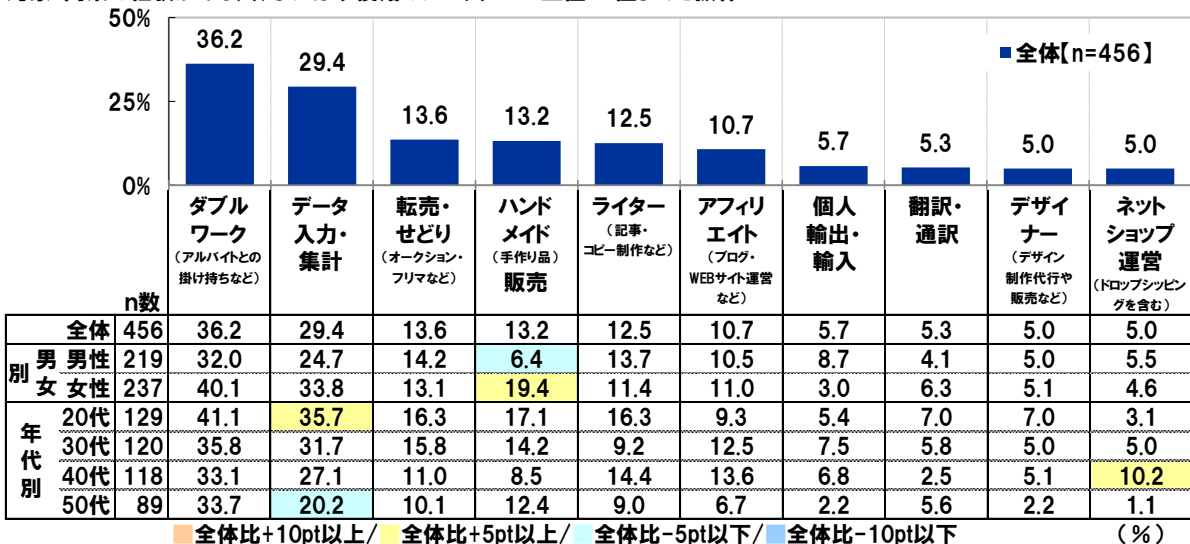 50%
25%
0%
36.2
29.4
13.6
13.2
12.5
10.7
5.7
5.3
5.0
5.0
全体【n=456】
ダブルワーク（アルバイトとの掛け持ちなど）
データ入力・集計
転売・せどり（オークション・フリマなど）
ハンドメイド（手作り品）販売
ライター（記事・コピー制作など）
アフィリエイト（ブログ・WEBサイト運営など）
個人輸出・輸入
翻訳・通訳
デザイナー（デザイン制作代行や販売など）
ネットショップ運営（ドロップシッピングを含む）
n数
全体 456 36.2 29.4 13.6 13.2 12.5 10.7 5.7 5.3 5.0 5.0
男女別
男性 219 32.0 24.7 14.2 6.4 13.7 10.5 8.7 4.1 5.0 5.5
女性 237 40.1 33.8 13.1 19.4 11.4 11.0 3.0 6.3 5.1 4.6
年代別
20代 129 41.1 35.7 16.3 17.1 16.3 9.3 5.4 7.0 7.0 3.1
30代 120 35.8 31.7 15.8 14.2 9.2 12.5 7.5 5.8 5.0 5.0
40代 118 33.1 27.1 11.0 8.5 14.4 13.6 6.8 2.5 5.1 10.2
50代 89 33.7 20.2 10.1 12.4 9.0 6.7 2.2 5.6 2.2 1.1
全体比+10pt以上/ 全体比+5pt以上/ 全体比-5pt以下/ 全体比-10pt以下 （％）